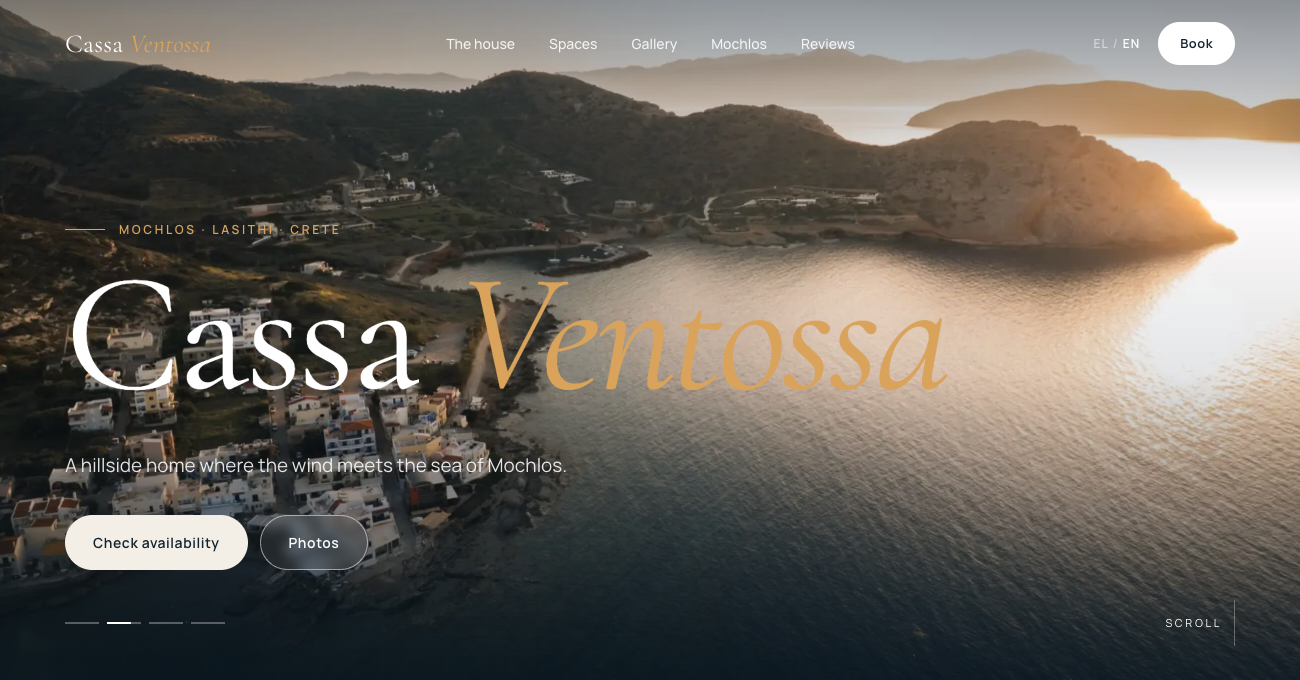 Cassa Ventossa
The house
Spaces
Gallery
Mochlos
Reviews
EL / EN
Book
MOCHLOS · LASITHI · CRETE
Cassa Ventossa
A hillside home where the wind meets the sea of Mochlos.
Check availability
Photos
SCROLL